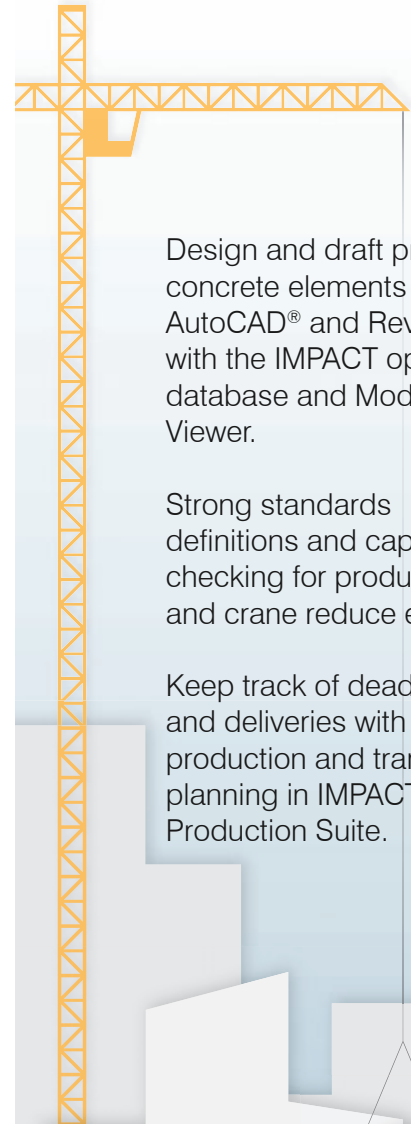 Design and draft p
concrete elements
AutoCAD® and Rev
with the IMPACT op
database and Mod
Viewer.
Strong standards
definitions and cap
checking for produ
and crane reduce e
Keep track of dead
and deliveries with
production and tran
planning in IMPACT
Production Suite.